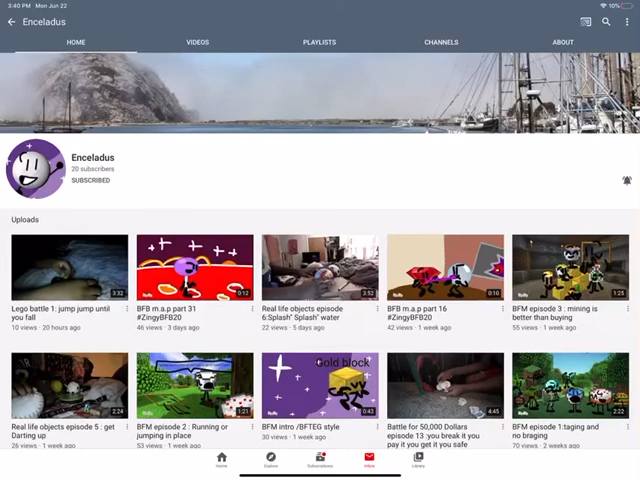 3:40 PM Mon Jun 22
10%
Enceladus
HOME VIDEOS PLAYLISTS CHANNELS ABOUT
Enceladus
20 subscribers
SUBSCRIBED
Uploads
3:32
0:12
3:52
0:10
1:25
Lego battle 1: jump jump until you fall
10 views · 20 hours ago
BFB m.a.p part 31 #ZingyBFB20
46 views · 3 days ago
Real life objects episode 6:Splash" Splash" water
22 views · 5 days ago
BFB m.a.p part 16 #ZingyBFB20
42 views · 1 week ago
BFM episode 3 : mining is better than buying
55 views · 1 week ago
Gold block
2:24
1:21
0:43
4:45
2:22
Real life objects episode 5 : get Darting up
26 views · 1 week ago
BFM episode 2 : Running or jumping in place
53 views · 1 week ago
BFM intro /BFTEG style
30 views · 1 week ago
Battle for 50,000 Dollars episode 13 :you break it you pay it you get it you safe
BFM episode 1:taging and no braging
70 views · 2 weeks ago
Home Explore Subscriptions Inbox Library